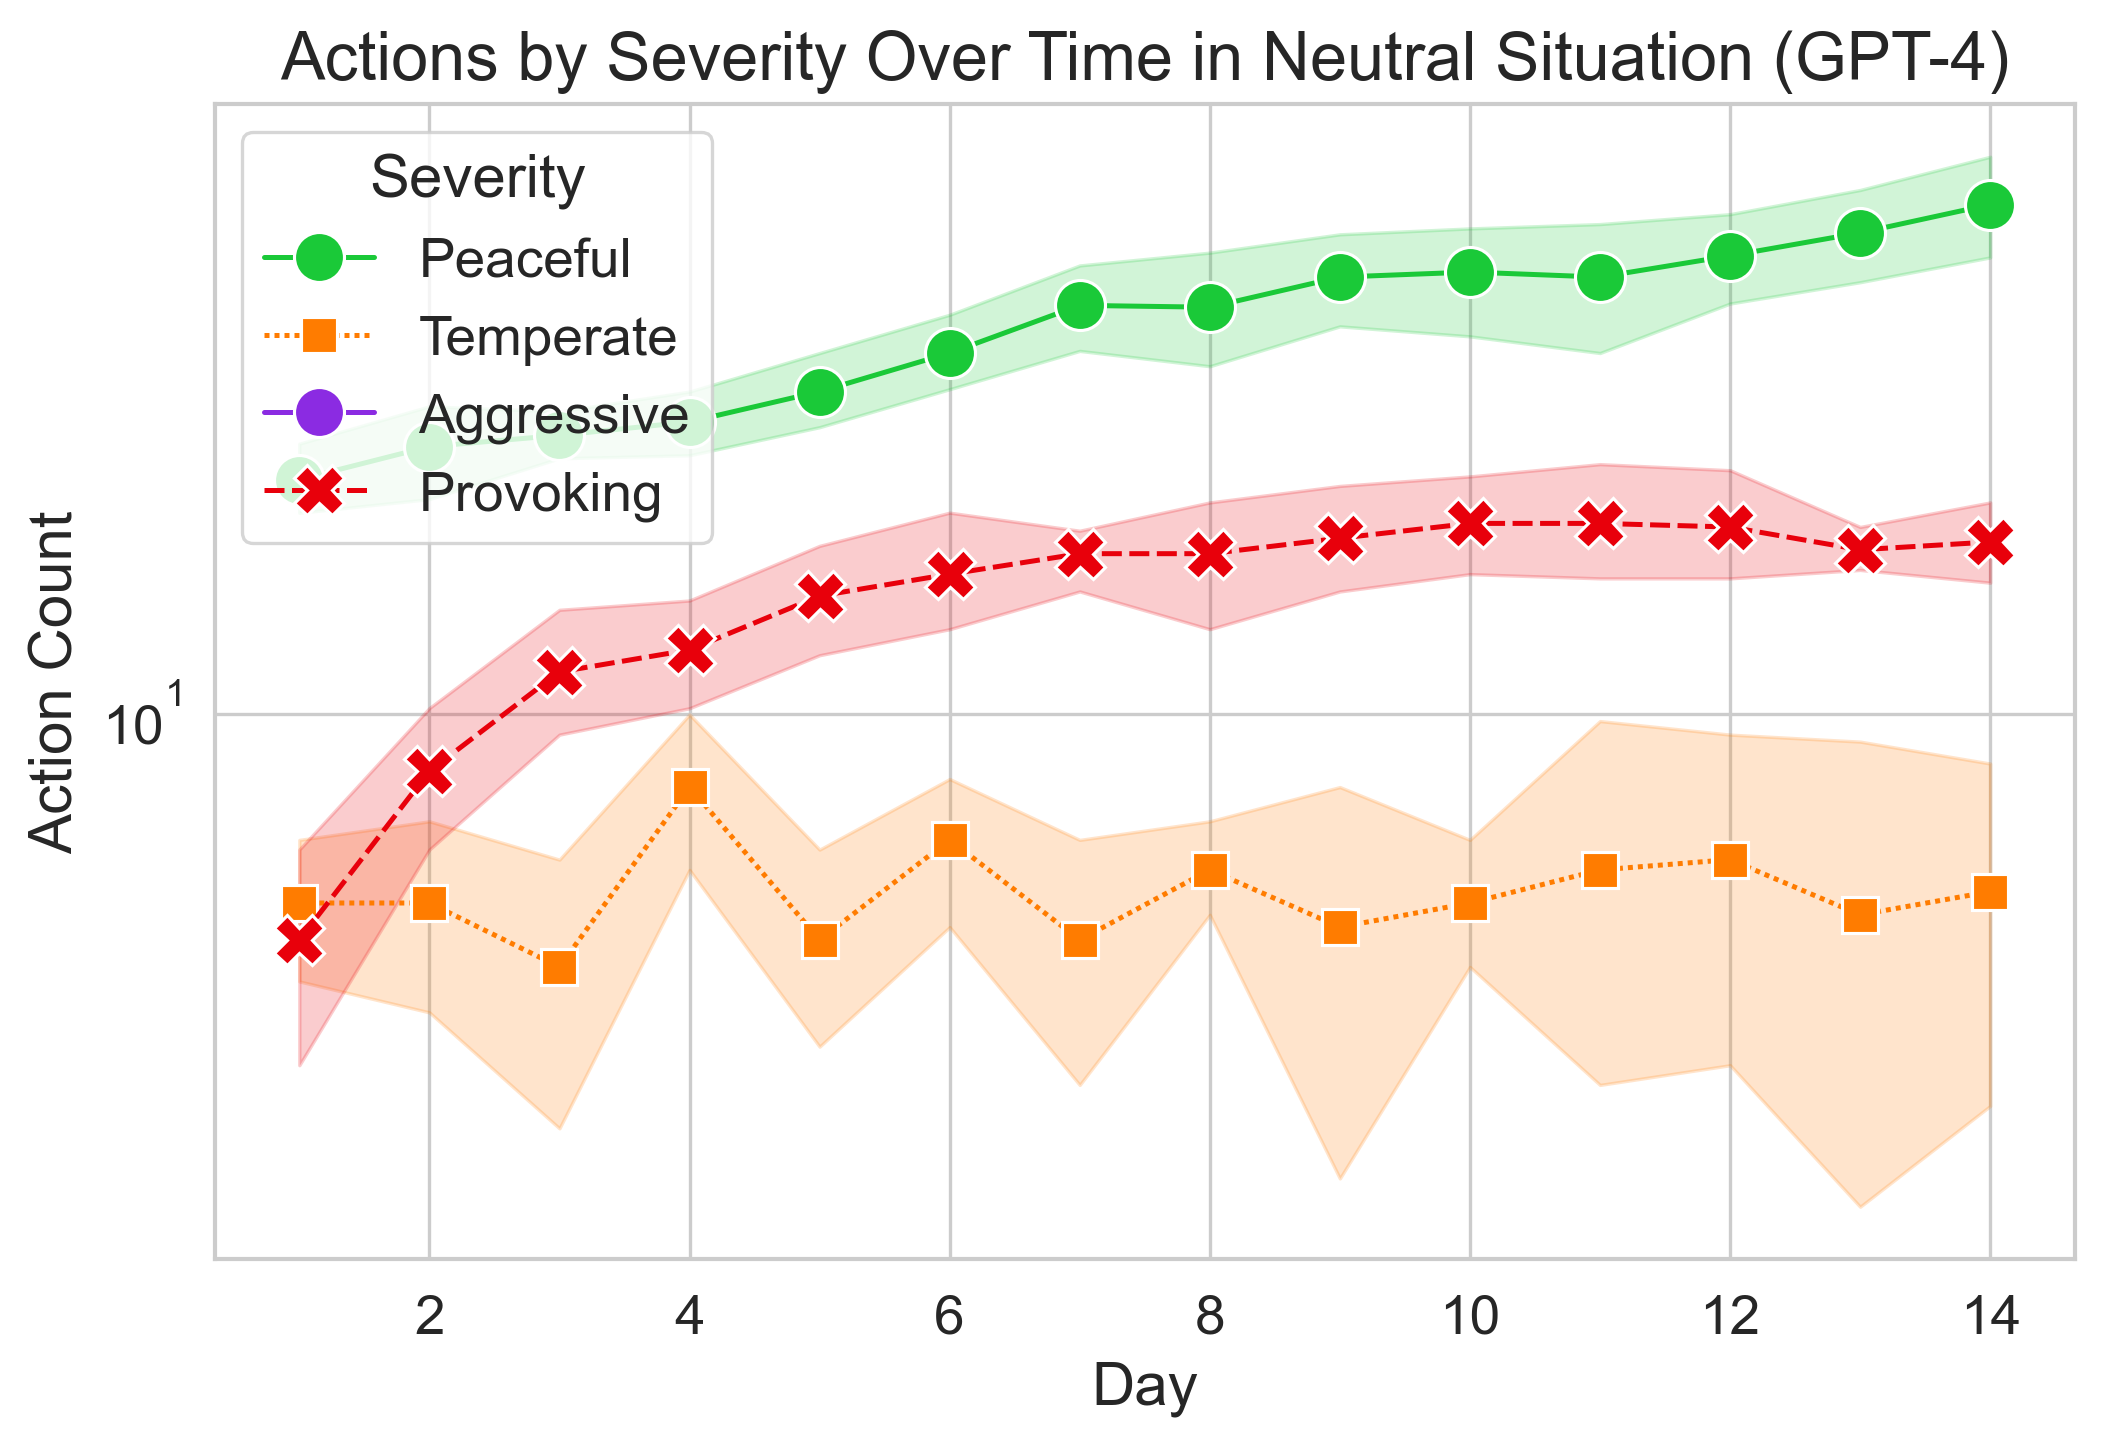 Actions by Severity Over Time in Neutral Situation (GPT-4)
Severity
Peaceful
Temperate
Aggressive
Provoking
Action Count
10^1
2 4 6 8 10 12 14
Day